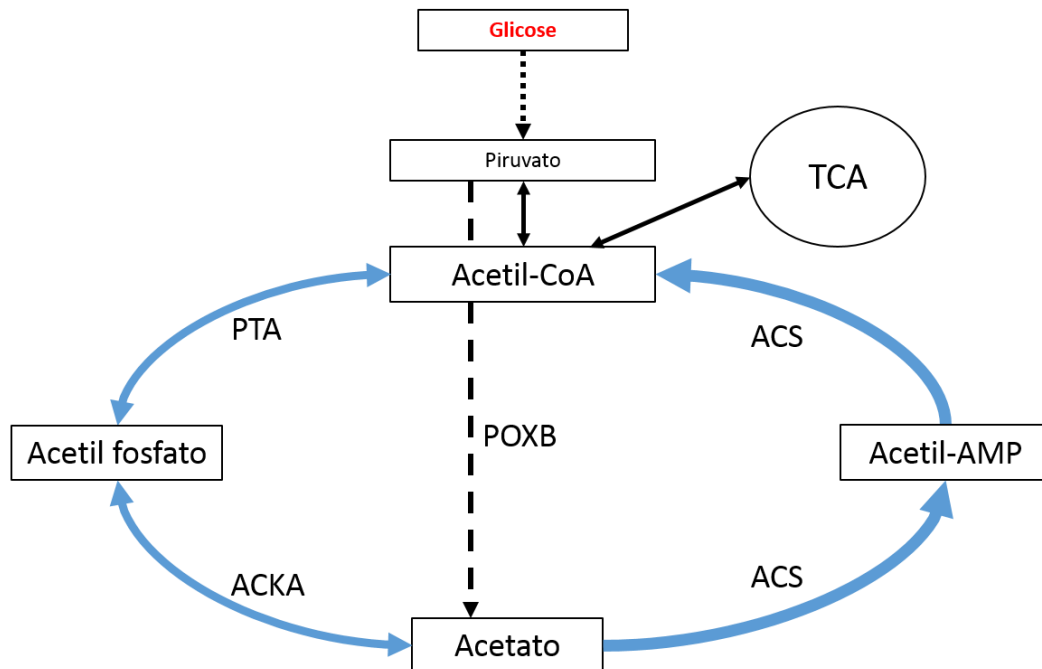 Glicose
Piruvato
TCA
Acetil-CoA
PTA
ACS
Acetil fosfato
POXB
Acetil-AMP
ACKA
ACS
Acetato